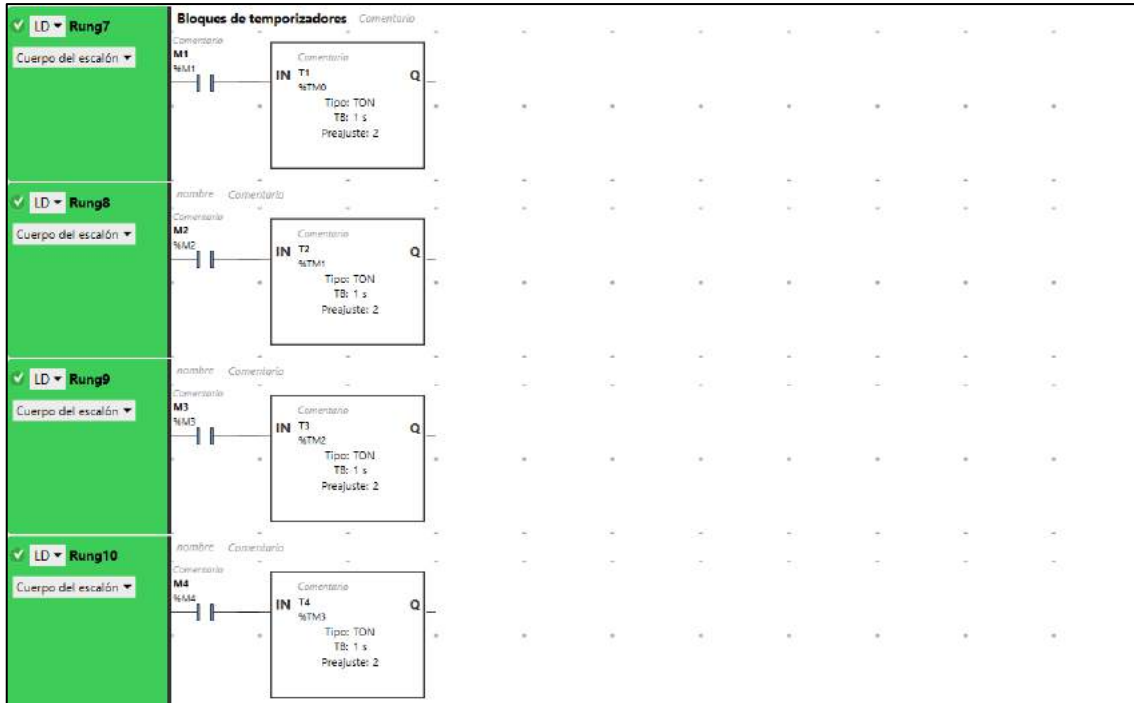 LD Rung7 Bloques de temporizadores Comentario
Cuerpo del escalón
Comentario
M1
%M1
Comentario
IN T1 Q
%TM0
Tipo: TON
TB: 1 s
Preajuste: 2
LD Rung8 nombre Comentario
Cuerpo del escalón
Comentario
M2
%M2
Comentario
IN T2 Q
%TM1
Tipo: TON
TB: 1 s
Preajuste: 2
LD Rung9 nombre Comentario
Cuerpo del escalón
Comentario
M3
%M3
Comentario
IN T3 Q
%TM2
Tipo: TON
TB: 1 s
Preajuste: 2
LD Rung10 nombre Comentario
Cuerpo del escalón
Comentario
M4
%M4
Comentario
IN T4 Q
%TM3
Tipo: TON
TB: 1 s
Preajuste: 2